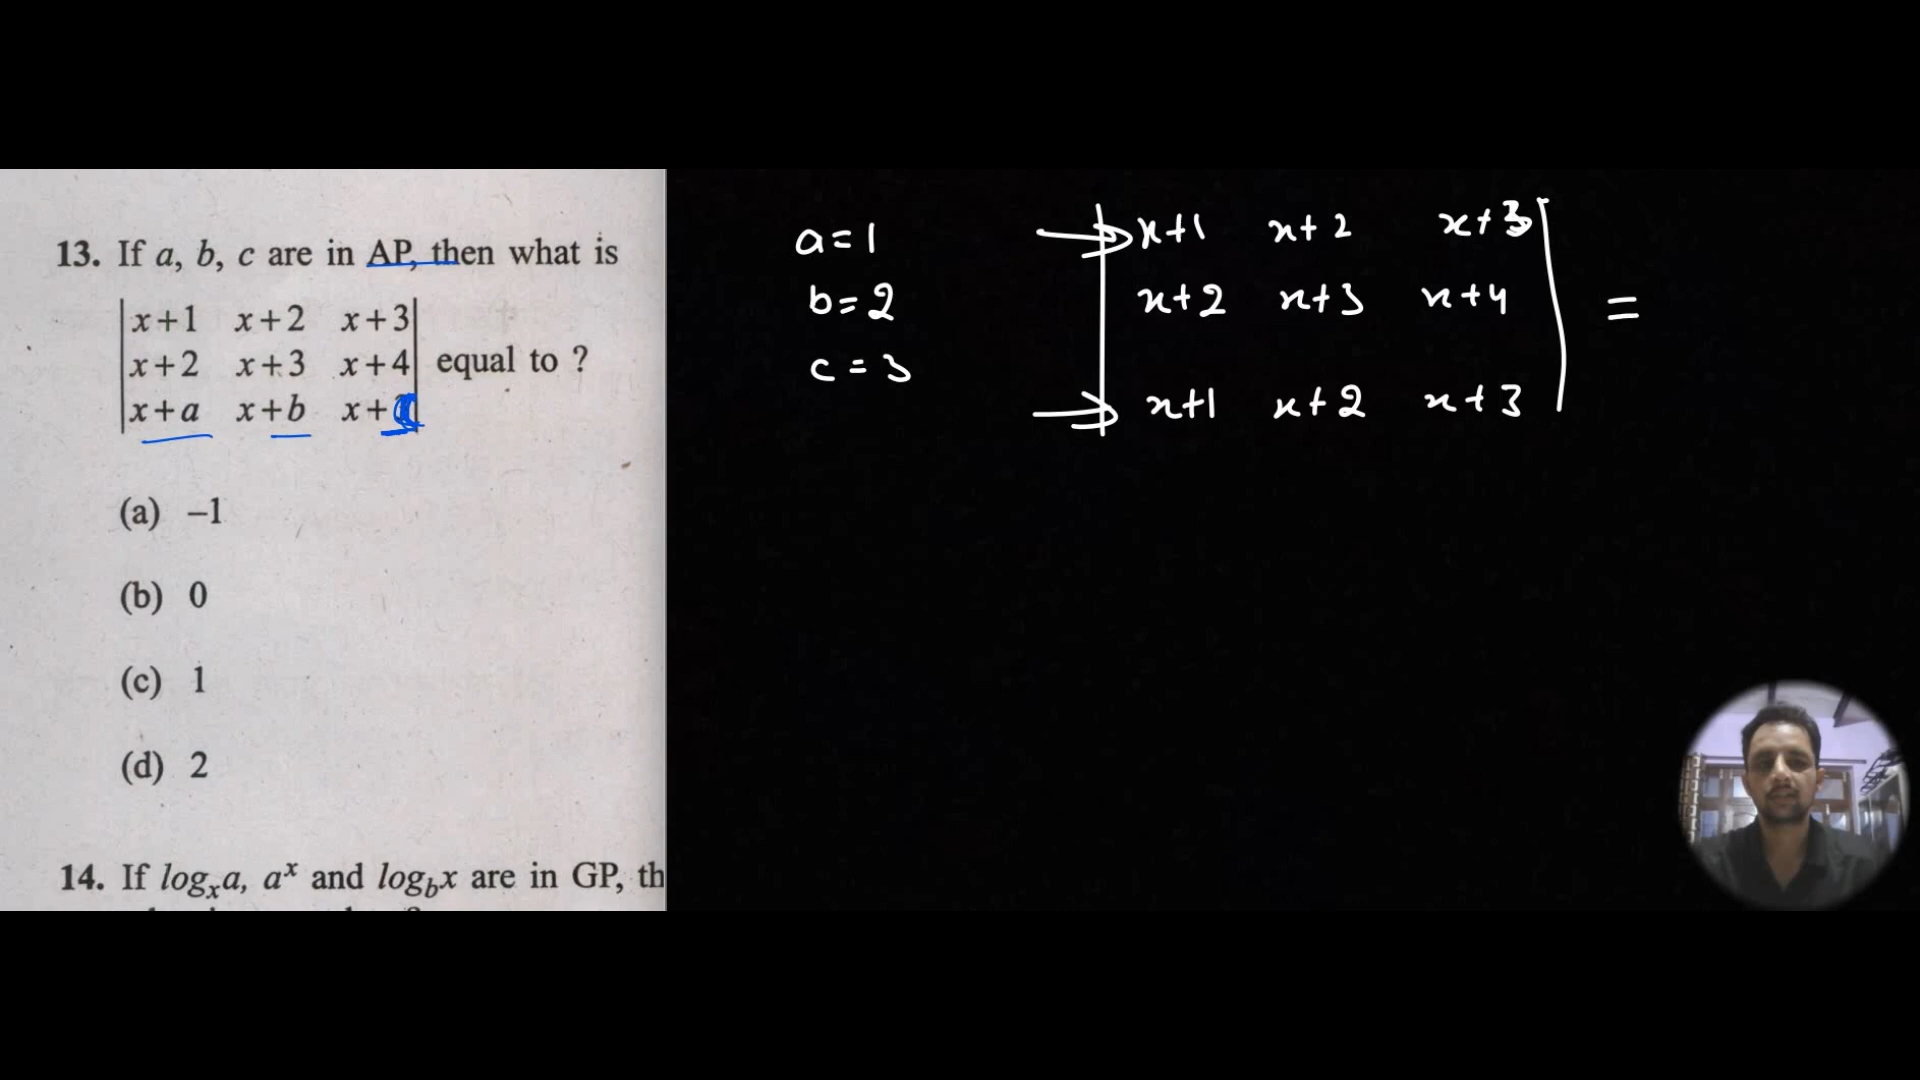 13. If a, b, c are in AP, then what is
|x+1 x+2 x+3|
|x+2 x+3 x+4| equal to ?
|x+a x+b x+c|
(a) –1
(b) 0
(c) 1
(d) 2
14. If logₓa, aˣ and log_b x are in GP, th
a=1
b=2
c=3
x+1 x+2 x+3
x+2 x+3 x+4 =
x+1 x+2 x+3